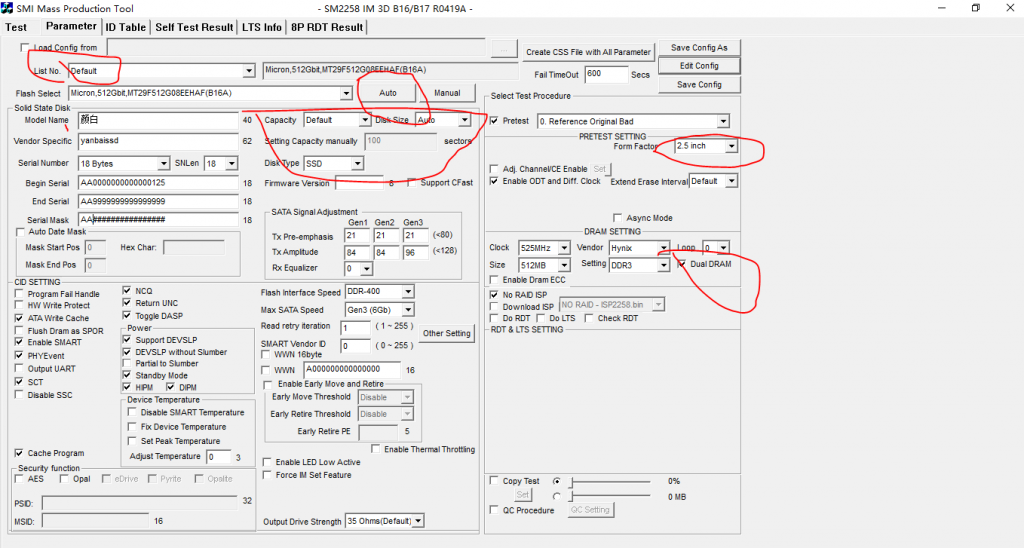 SMI Mass Production Tool - SM2258 IM 3D B16/B17 R0419A -
Test Parameter ID Table Self Test Result LTS Info 8P RDT Result
Load Config from ... Create CSS File with All Parameter Save Config As
List No. Default Micron,512Gbit,MT29F512G08EEHAF(B16A) Fail TimeOut 600 Secs Edit Config
Flash Select Micron,512Gbit,MT29F512G08EEHAF(B16A) Auto Manual Save Config
Solid State Disk
Model Name 颜白 40
Vendor Specific yanbaissd 62
Serial Number 18 Bytes SNLen 18
Begin Serial AA0000000000000125 18
End Serial AA9999999999999999 18
Serial Mask AA################ 18
Auto Date Mask
Mask Start Pos 0 Hex Char:
Mask End Pos 0
Capacity Default Disk Size Auto
Setting Capacity manually 100 sectors
Disk Type SSD
Firmware Version 8 Support CFast
SATA Signal Adjustment
Gen1 Gen2 Gen3
Tx Pre-emphasis 21 21 21 (<80)
Tx Amplitude 84 84 96 (<128)
Rx Equalizer 0
CID SETTING
Program Fail Handle
HW Write Protect
ATA Write Cache
Flush Dram as SPOR
Enable SMART
PHYEvent
Output UART
SCT
Disable SSC
Cache Program
NCQ
Return UNC
Toggle DASP
Power
Support DEVSLP
DEVSLP without Slumber
Partial to Slumber
Standby Mode
HIPM DIPM
Device Temperature
Disable SMART Temperature
Fix Device Temperature
Set Peak Temperature
Adjust Temperature 0 3
Security function
AES Opal eDrive Pyrite Opalite
PSID: 32
MSID: 16
Flash Interface Speed DDR-400
Max SATA Speed Gen3 (6Gb)
Read retry iteration 1 ( 1 ~ 255 )
SMART Vendor ID 0 ( 0 ~ 255 )
Other Setting
WWN 16byte
WWN A000000000000000 16
Enable Early Move and Retire
Early Move Threshold Disable
Early Retire Threshold Disable
Early Retire PE 5
Enable Thermal Throttling
Enable LED Low Active
Force IM Set Feature
Output Drive Strength 35 Ohms(Default)
Select Test Procedure
Pretest 0. Reference Original Bad
PRETEST SETTING
Form Factor 2.5 inch
Adj. Channel/CE Enable Set
Enable ODT and Diff. Clock Extend Erase Interval Default
Async Mode
DRAM SETTING
Clock 525MHz Vendor Hynix Loop 0
Size 512MB Setting DDR3 Dual DRAM
Enable Dram ECC
No RAID ISP
Download ISP NO RAID - ISP2258.bin
Do RDT Do LTS Check RDT
RDT & LTS SETTING
Copy Test 0%
Set 0 MB
QC Procedure QC Setting